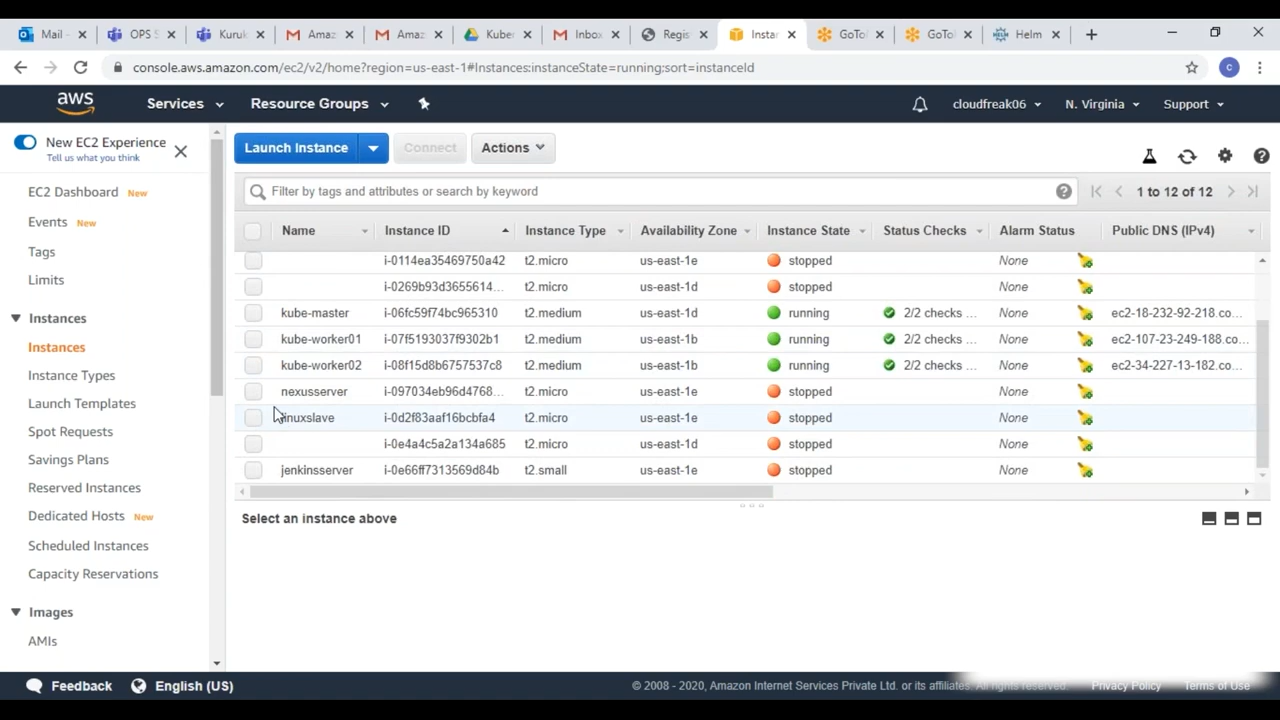 Mail -
OPS S
Kuruk
Amaz
Amaz
Kuber
Inbox
Regis
Instar
GoTo
GoTo
Helm
console.aws.amazon.com/ec2/v2/home?region=us-east-1#Instances:instanceState=running;sort=instanceId
C
aws
Services
Resource Groups
cloudfreak06
N. Virginia
Support
New EC2 Experience
Tell us what you think
Launch Instance
Connect
Actions
EC2 Dashboard New
Events New
Tags
Limits
Instances
Instances
Instance Types
Launch Templates
Spot Requests
Savings Plans
Reserved Instances
Dedicated Hosts New
Scheduled Instances
Capacity Reservations
Images
AMIs
Filter by tags and attributes or search by keyword
1 to 12 of 12
Name Instance ID Instance Type Availability Zone Instance State Status Checks Alarm Status Public DNS (IPv4)
i-0114ea35469750a42 t2.micro us-east-1e stopped None
i-0269b93d3655614... t2.micro us-east-1d stopped None
kube-master i-06fc59f74bc965310 t2.medium us-east-1d running 2/2 checks ... None ec2-18-232-92-218.co...
kube-worker01 i-07f5193037f9302b1 t2.medium us-east-1b running 2/2 checks ... None ec2-107-23-249-188.co...
kube-worker02 i-08f15d8b6757537c8 t2.medium us-east-1b running 2/2 checks ... None ec2-34-227-13-182.co...
nexusserver i-097034eb96d4768... t2.micro us-east-1e stopped None
linuxslave i-0d2f83aaf16bcbfa4 t2.micro us-east-1e stopped None
i-0e4a4c5a2a134a685 t2.micro us-east-1d stopped None
jenkinsserver i-0e66ff7313569d84b t2.small us-east-1e stopped None
Select an instance above
Feedback English (US)
© 2008 - 2020, Amazon Internet Services Private Ltd. or its affiliates. All rights reserved. Privacy Policy Terms of Use